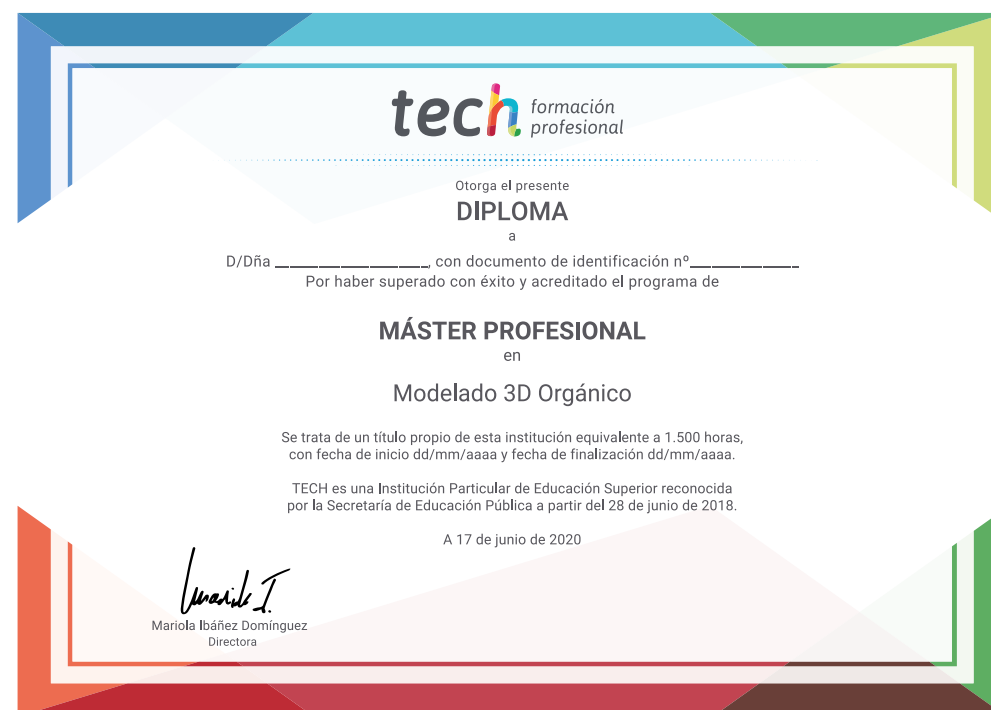 tech formación
profesional
Otorga el presente
DIPLOMA
a
D/Dña ____________________, con documento de identificación nº______________
Por haber superado con éxito y acreditado el programa de
MÁSTER PROFESIONAL
en
Modelado 3D Orgánico
Se trata de un título propio de esta institución equivalente a 1.500 horas,
con fecha de inicio dd/mm/aaaa y fecha de finalización dd/mm/aaaa.
TECH es una Institución Particular de Educación Superior reconocida
por la Secretaría de Educación Pública a partir del 28 de junio de 2018.
A 17 de junio de 2020
Mariola Ibáñez Domínguez
Directora